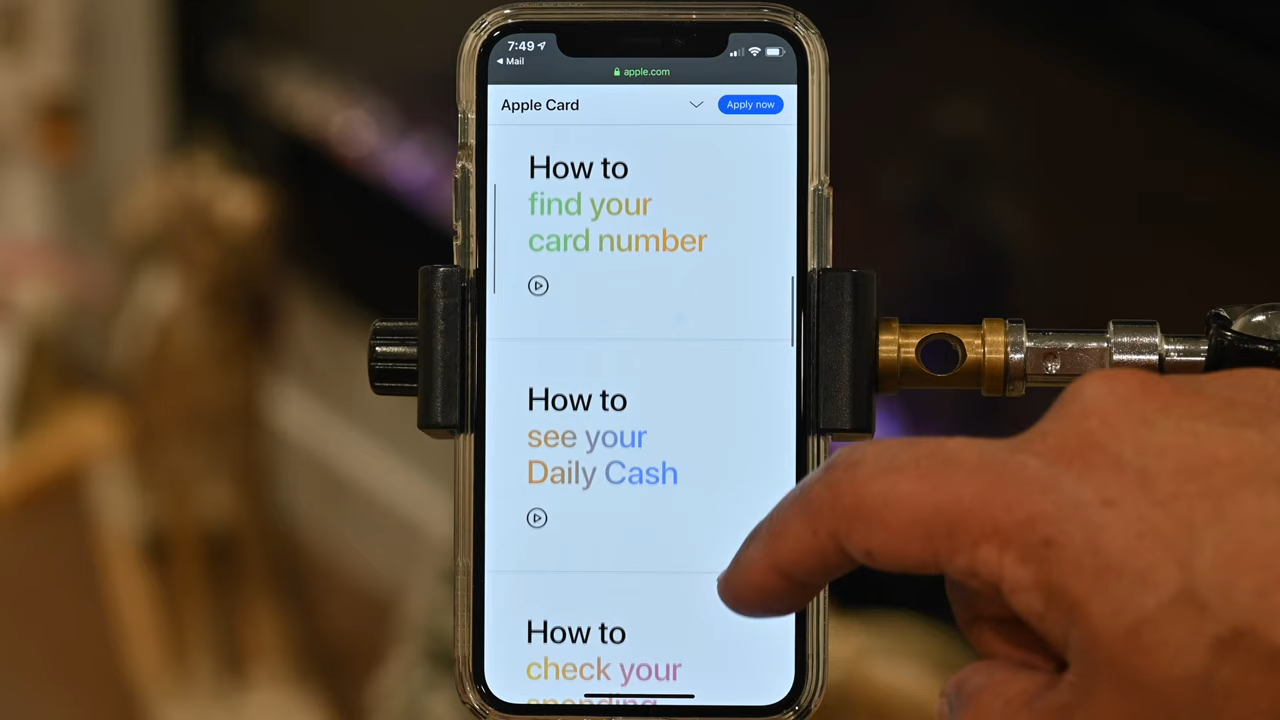 7:49
Mail
apple.com
Apple Card
Apply now
How to
find your
card number
How to
see your
Daily Cash
How to
check your
spending